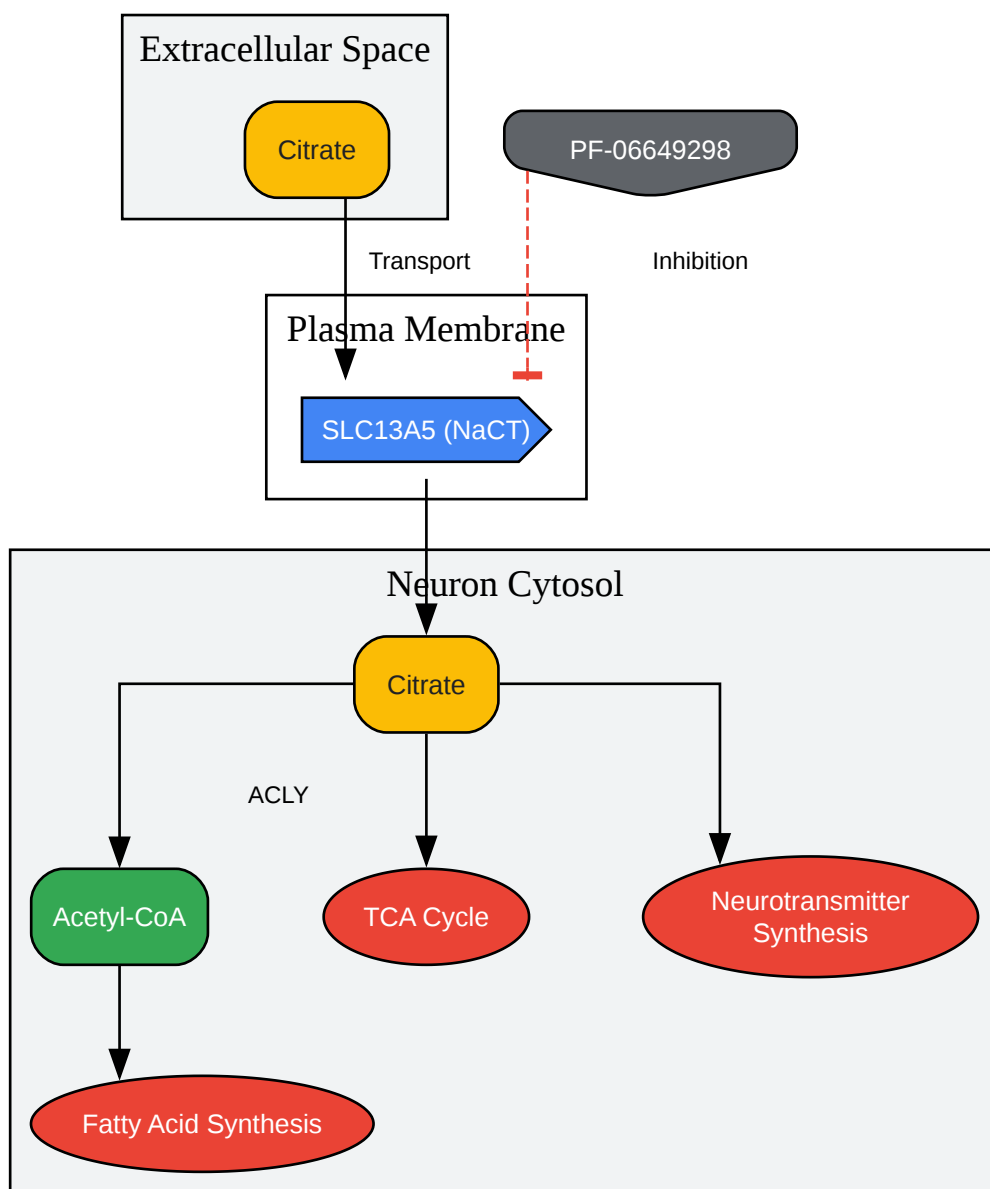 Extracellular Space
Citrate
PF-06649298
Transport
Inhibition
Plasma Membrane
SLC13A5 (NaCT)
Neuron Cytosol
Citrate
ACLY
Acetyl-CoA
TCA Cycle
Neurotransmitter
Synthesis
Fatty Acid Synthesis